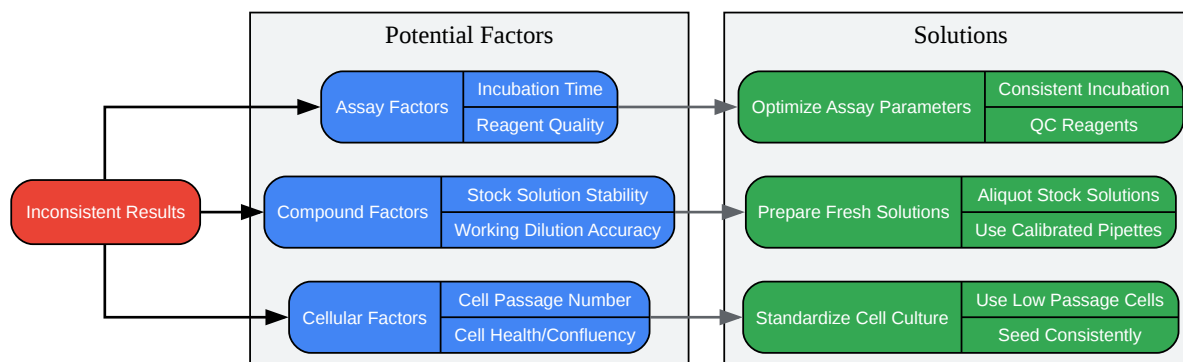 Potential Factors
Solutions
Inconsistent Results
Assay Factors
Incubation Time
Reagent Quality
Optimize Assay Parameters
Consistent Incubation
QC Reagents
Compound Factors
Stock Solution Stability
Working Dilution Accuracy
Prepare Fresh Solutions
Aliquot Stock Solutions
Use Calibrated Pipettes
Cellular Factors
Cell Passage Number
Cell Health/Confluency
Standardize Cell Culture
Use Low Passage Cells
Seed Consistently